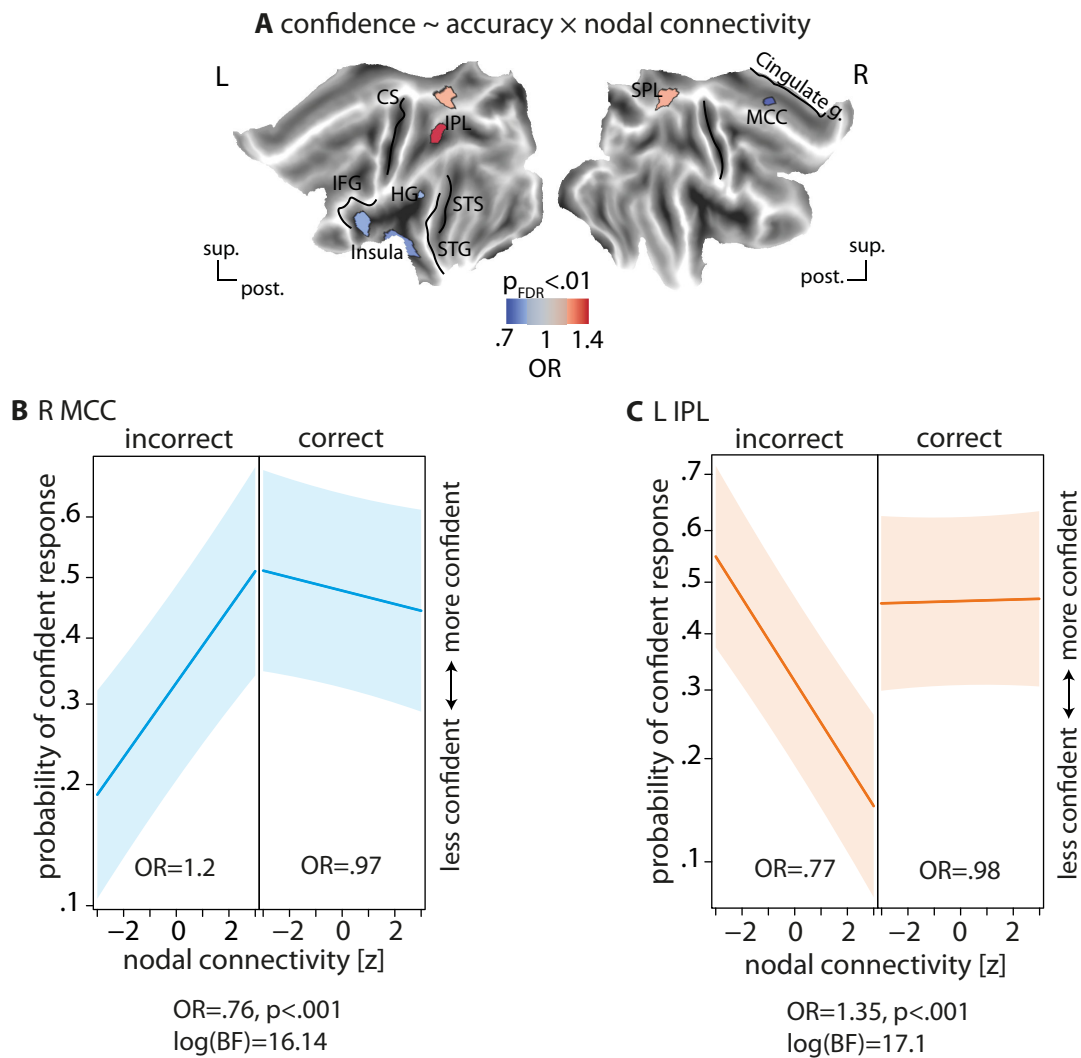 A confidence ~ accuracy × nodal connectivity
L
R
CS
IPL
IFG
HG
STS
Insula
STG
SPL
Cingulate g.
MCC
sup.
post.
sup.
post.
pFDR<.01
.7 1 1.4
OR
B R MCC
incorrect correct
probability of confident response
.6
.5
.4
.3
.2
.1
OR=1.2 OR=.97
−2 0 2 −2 0 2
nodal connectivity [z]
less confident ↔ more confident
OR=.76, p<.001
log(BF)=16.14
C L IPL
incorrect correct
probability of confident response
.7
.6
.5
.4
.3
.2
.1
OR=.77 OR=.98
−2 0 2 −2 0 2
nodal connectivity [z]
less confident ↔ more confident
OR=1.35, p<.001
log(BF)=17.1